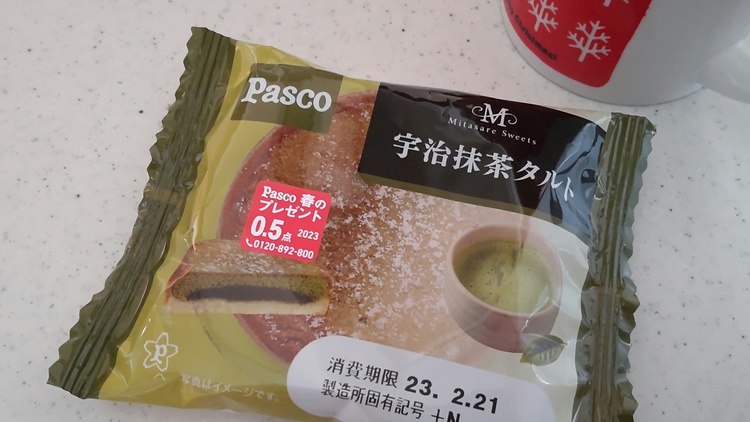 Christmas!
Pasco
M
Mitasare Sweets
宇治抹茶タルト
Pasco 春の
プレゼント
0.5点 2023
0120-892-800
写真はイメージです。
消費期限 23. 2.21
製造所固有記号 +N